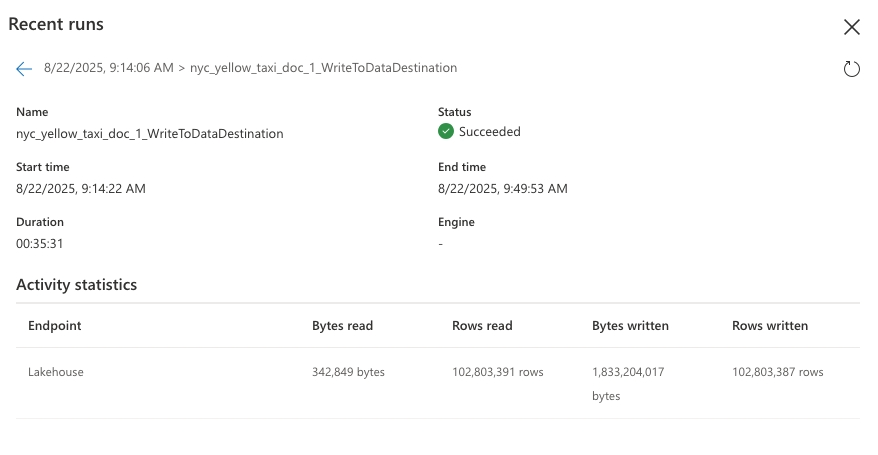 Recent runs
8/22/2025, 9:14:06 AM > nyc_yellow_taxi_doc_1_WriteToDataDestination
Name
Status
nyc_yellow_taxi_doc_1_WriteToDataDestination
Succeeded
Start time
End time
8/22/2025, 9:14:22 AM
8/22/2025, 9:49:53 AM
Duration
Engine
00:35:31
-
Activity statistics
Endpoint Bytes read Rows read Bytes written Rows written
Lakehouse 342,849 bytes 102,803,391 rows 1,833,204,017 102,803,387 rows
bytes